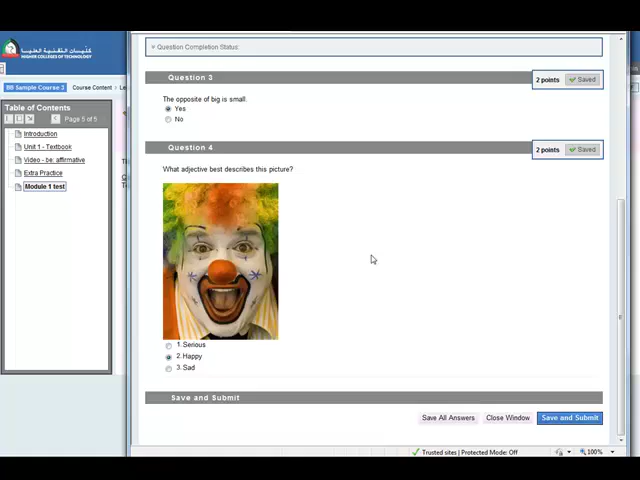 كليات التقنية العليا
HIGHER COLLEGES OF TECHNOLOGY
BB Sample Course 3
Course Content
Table of Contents
Page 5 of 5
Introduction
Unit 1 - Textbook
Video - be: affirmative
Extra Practice
Module 1 test
Question Completion Status:
Question 3
2 points
Saved
The opposite of big is small.
Yes
No
Question 4
2 points
Saved
What adjective best describes this picture?
1. Serious
2. Happy
3. Sad
Save and Submit
Save All Answers
Close Window
Save and Submit
Trusted sites | Protected Mode: Off
100%